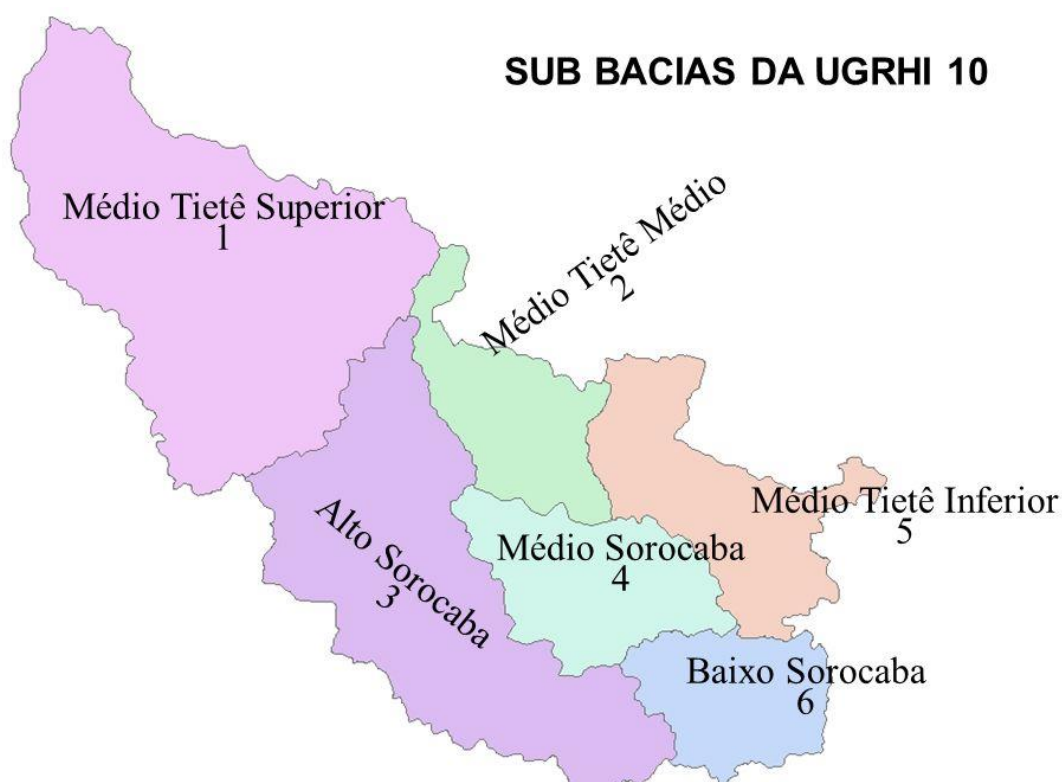 SUB BACIAS DA UGRHI 10
Médio Tietê Superior
1
Médio Tietê Médio
2
Alto Sorocaba
3
Médio Sorocaba
4
Médio Tietê Inferior
5
Baixo Sorocaba
6